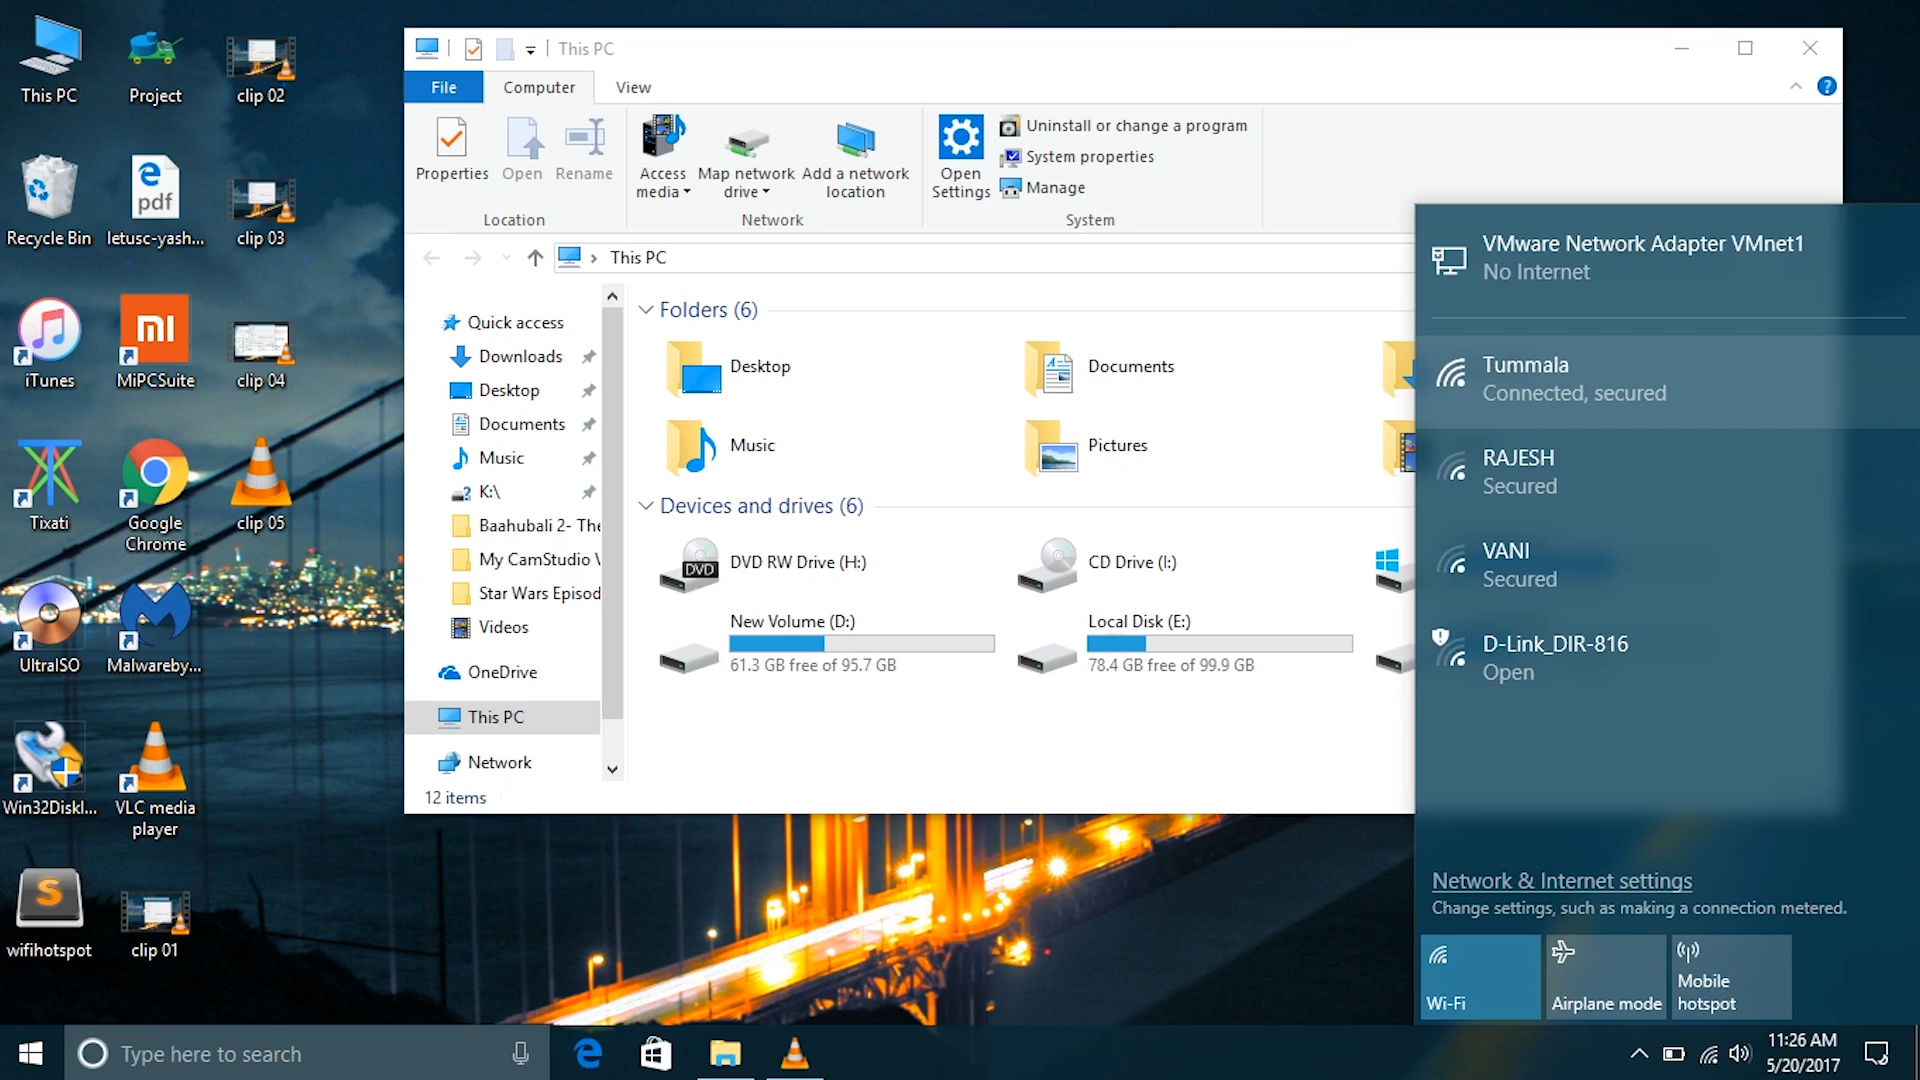 This PC
Project
clip 02
Recycle Bin
pdf
letusc-yash...
clip 03
iTunes
MiPCSuite
clip 04
Tixati
Google
Chrome
clip 05
UltraISO
Malwareby...
Win32DiskI...
VLC media
player
wifihotspot
clip 01
This PC
File
Computer
View
Properties
Open
Rename
Location
Access
media
Map network
drive
Add a network
location
Network
Open
Settings
Uninstall or change a program
System properties
Manage
System
This PC
Quick access
Downloads
Desktop
Documents
Music
K:\
Baahubali 2- The
My CamStudio V
Star Wars Episod
Videos
OneDrive
This PC
Network
12 items
Folders (6)
Desktop
Documents
Music
Pictures
Devices and drives (6)
DVD
DVD RW Drive (H:)
CD Drive (I:)
New Volume (D:)
61.3 GB free of 95.7 GB
Local Disk (E:)
78.4 GB free of 99.9 GB
VMware Network Adapter VMnet1
No Internet
Tummala
Connected, secured
RAJESH
Secured
VANI
Secured
D-Link_DIR-816
Open
Network & Internet settings
Change settings, such as making a connection metered.
Wi-Fi
Airplane mode
Mobile
hotspot
Type here to search
11:26 AM
5/20/2017